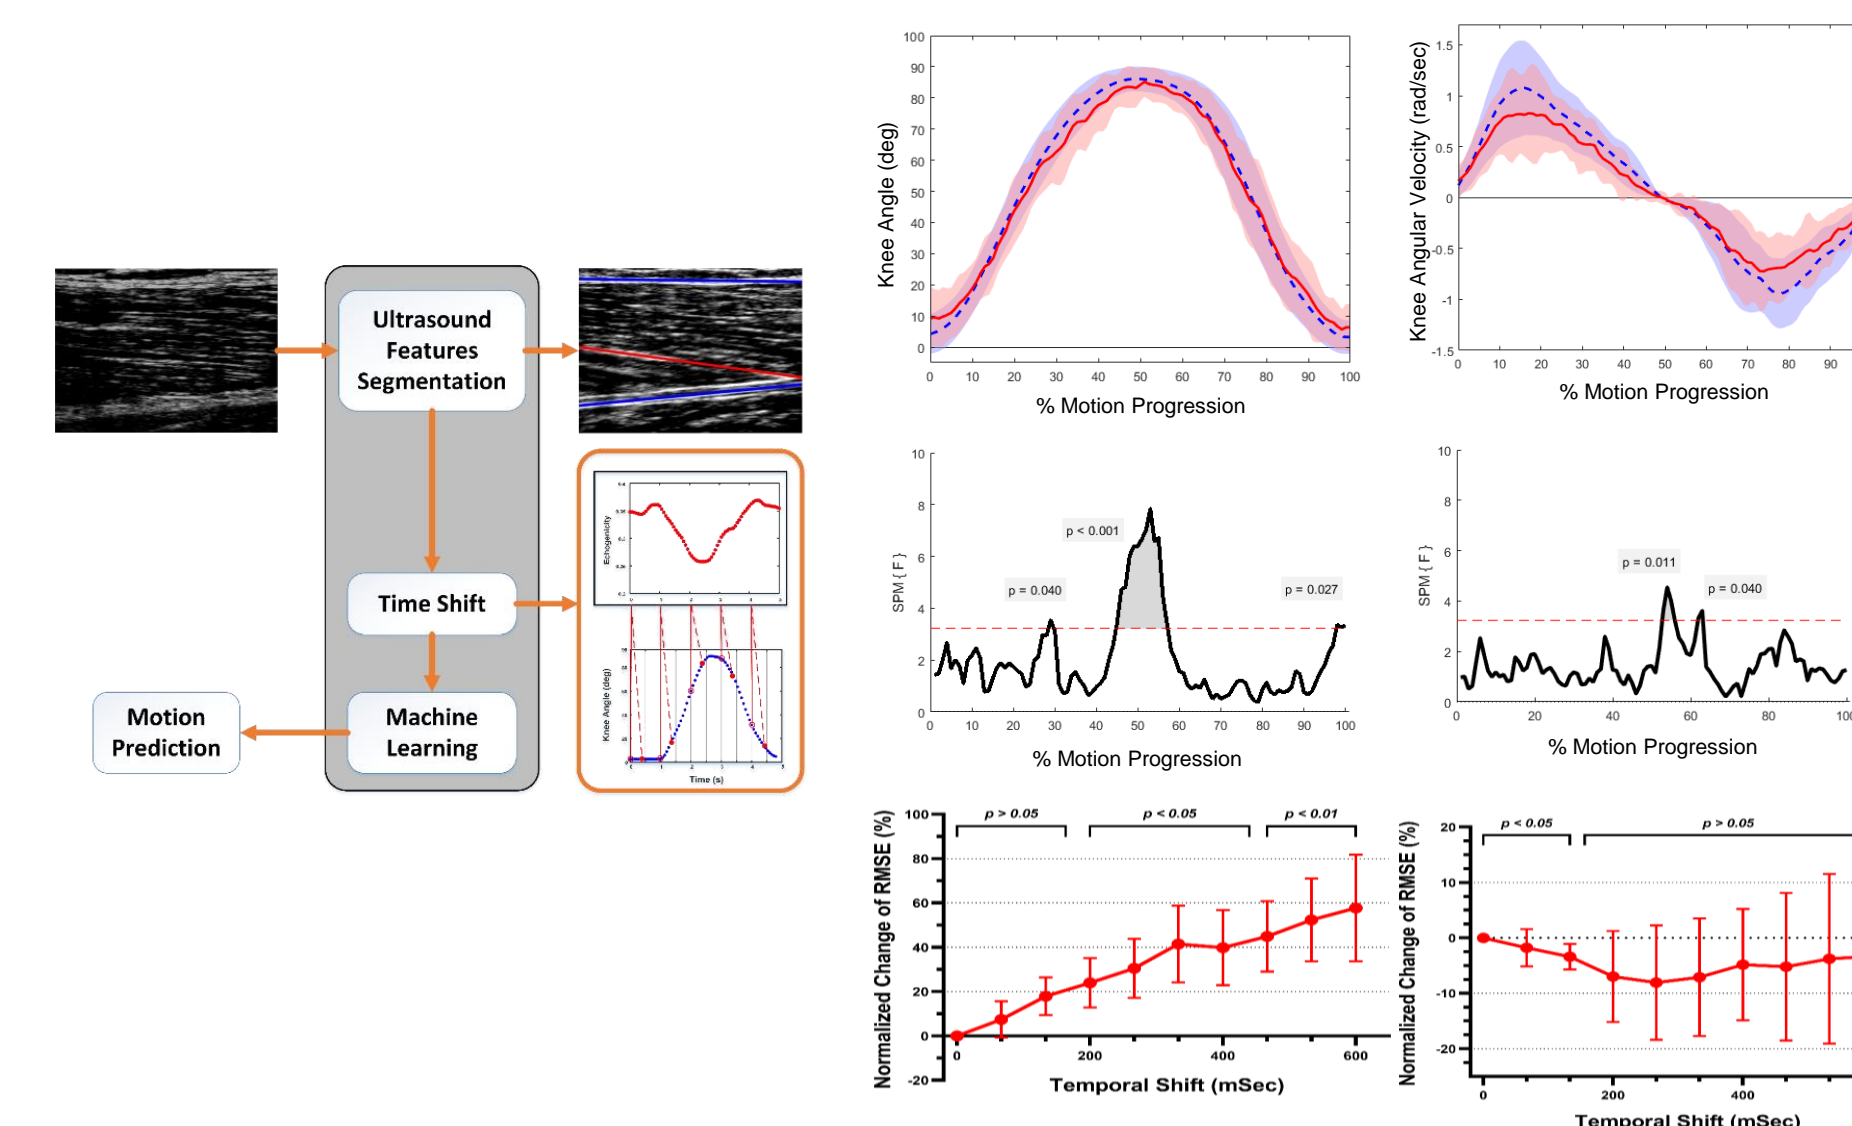 Ultrasound
Features
Segmentation
Time Shift
Machine
Learning
Motion
Prediction
Echogenicity
Knee Angle (deg)
Time (s)
100
90
80
70
60
50
40
30
20
10
0
Knee Angle (deg)
0 10 20 30 40 50 60 70 80 90 100
% Motion Progression
1.5
1
0.5
0
-0.5
-1
-1.5
Knee Angular Velocity (rad/sec)
0 10 20 30 40 50 60 70 80 90
% Motion Progression
10
8
6
4
2
0
SPM { F }
p = 0.040
p < 0.001
p = 0.027
0 10 20 30 40 50 60 70 80 90 100
% Motion Progression
10
8
6
4
2
0
SPM { F }
p = 0.011
p = 0.040
0 20 40 60 80 100
% Motion Progression
100
80
60
40
20
0
-20
Normalized Change of RMSE (%)
p > 0.05 p < 0.05 p < 0.01
0 200 400 600
Temporal Shift (mSec)
20
10
0
-10
-20
Normalized Change of RMSE (%)
p < 0.05 p > 0.05
0 200 400
Temporal Shift (mSec)